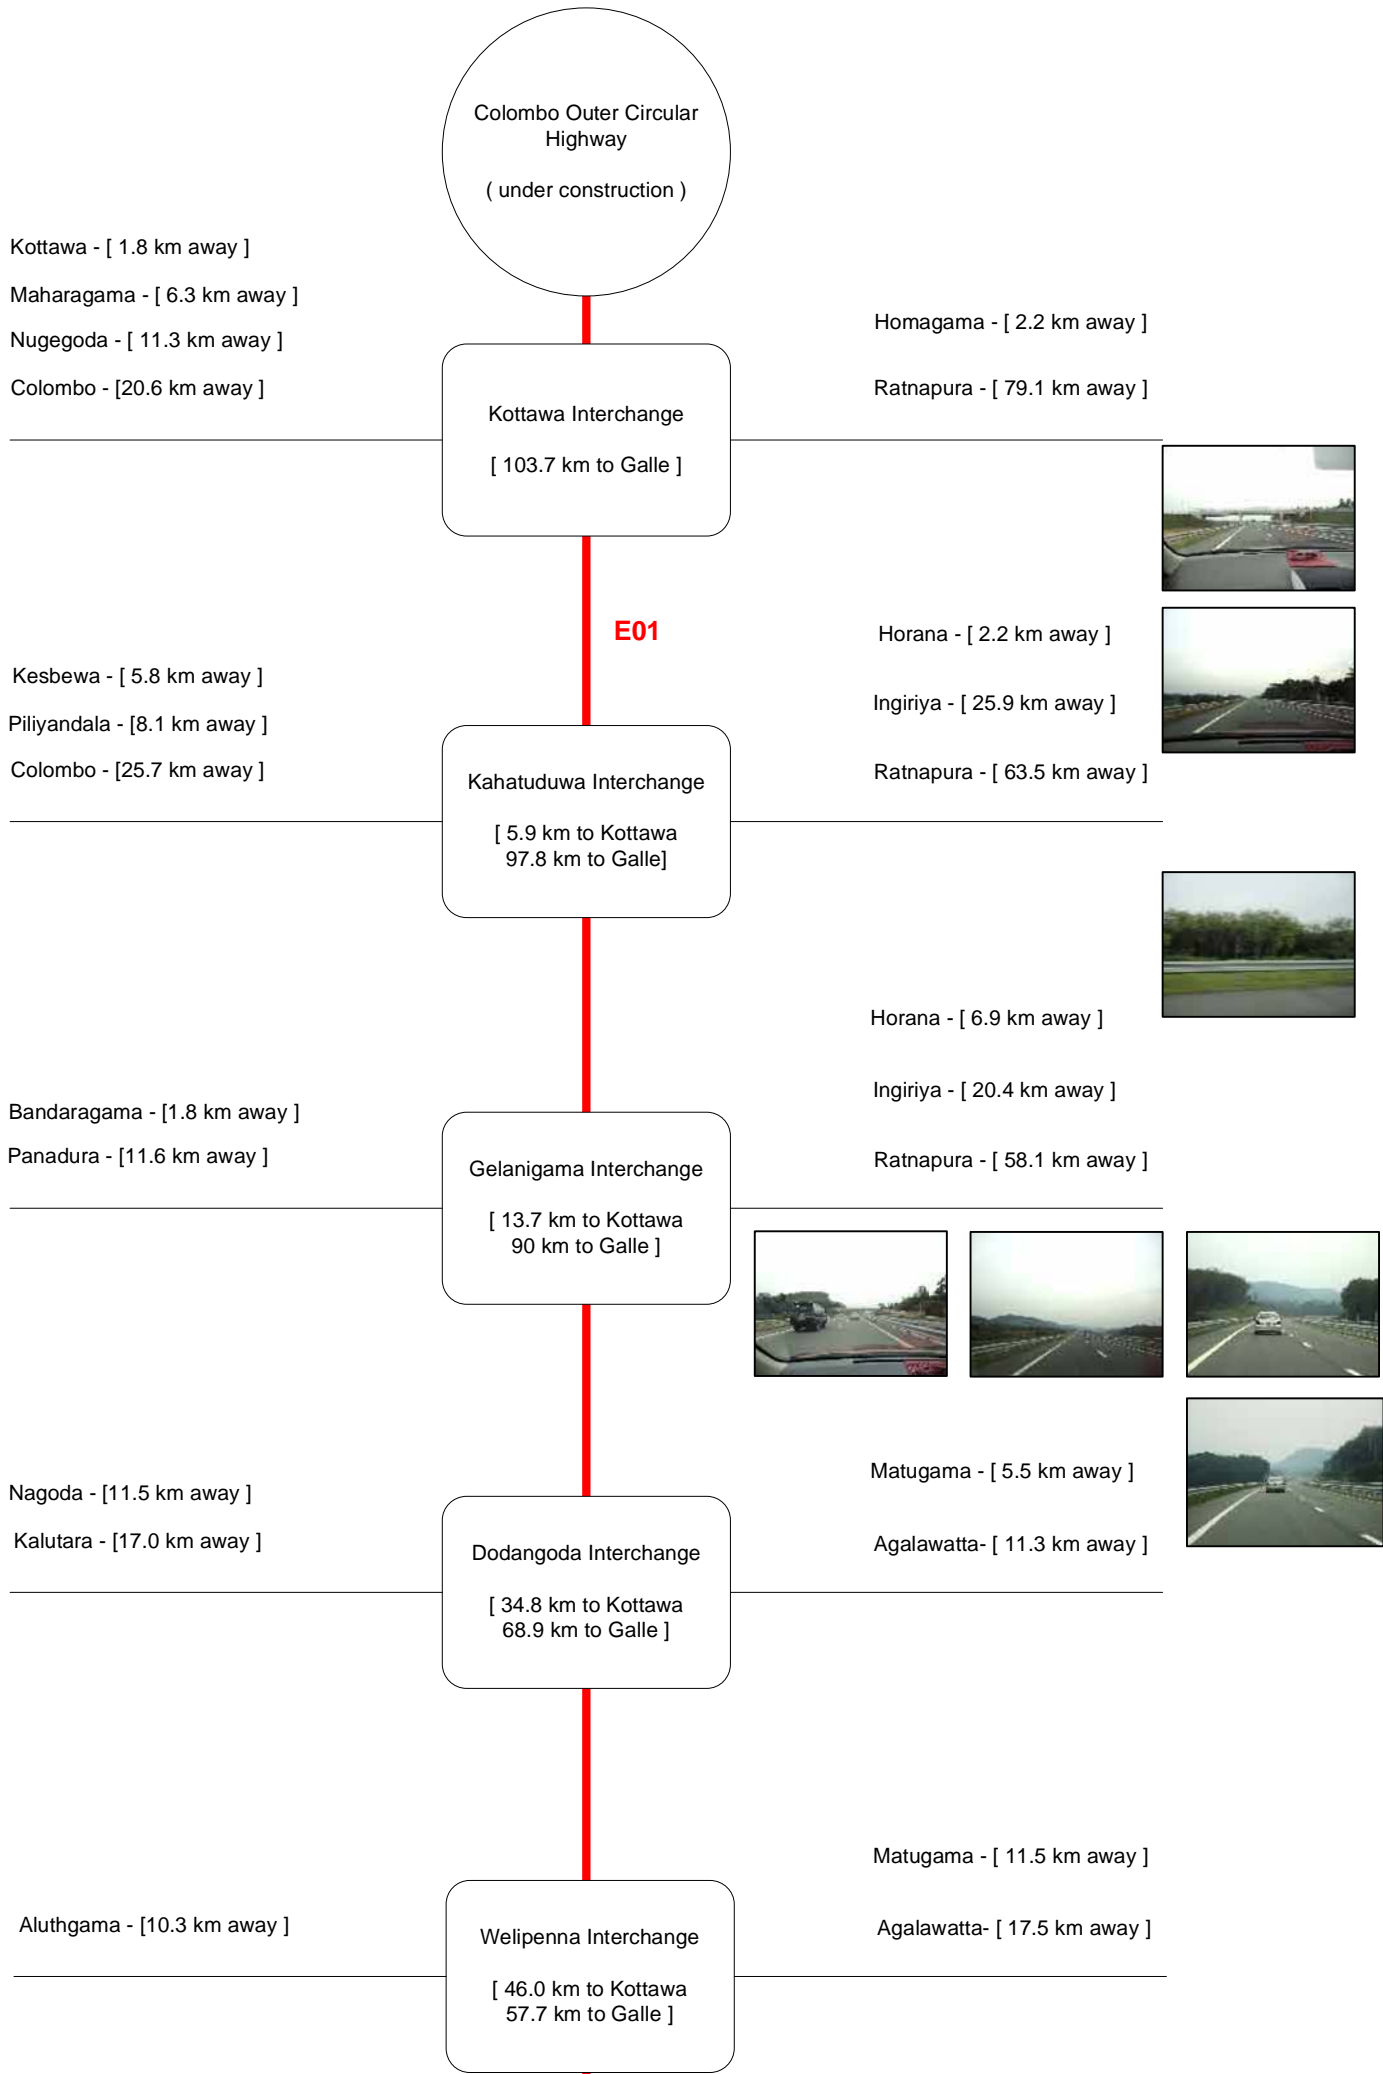 Colombo Outer Circular
Highway
( under construction )
Kottawa - [ 1.8 km away ]
Maharagama - [ 6.3 km away ]
Nugegoda - [ 11.3 km away ]
Colombo - [20.6 km away ]
Homagama - [ 2.2 km away ]
Ratnapura - [ 79.1 km away ]
Kottawa Interchange
[ 103.7 km to Galle ]
E01
Kesbewa - [ 5.8 km away ]
Piliyandala - [8.1 km away ]
Colombo - [25.7 km away ]
Horana - [ 2.2 km away ]
Ingiriya - [ 25.9 km away ]
Ratnapura - [ 63.5 km away ]
Kahatuduwa Interchange
[ 5.9 km to Kottawa
97.8 km to Galle]
Bandaragama - [1.8 km away ]
Panadura - [11.6 km away ]
Horana - [ 6.9 km away ]
Ingiriya - [ 20.4 km away ]
Ratnapura - [ 58.1 km away ]
Gelanigama Interchange
[ 13.7 km to Kottawa
90 km to Galle ]
Nagoda - [11.5 km away ]
Kalutara - [17.0 km away ]
Matugama - [ 5.5 km away ]
Agalawatta- [ 11.3 km away ]
Dodangoda Interchange
[ 34.8 km to Kottawa
68.9 km to Galle ]
Aluthgama - [10.3 km away ]
Matugama - [ 11.5 km away ]
Agalawatta- [ 17.5 km away ]
Welipenna Interchange
[ 46.0 km to Kottawa
57.7 km to Galle ]